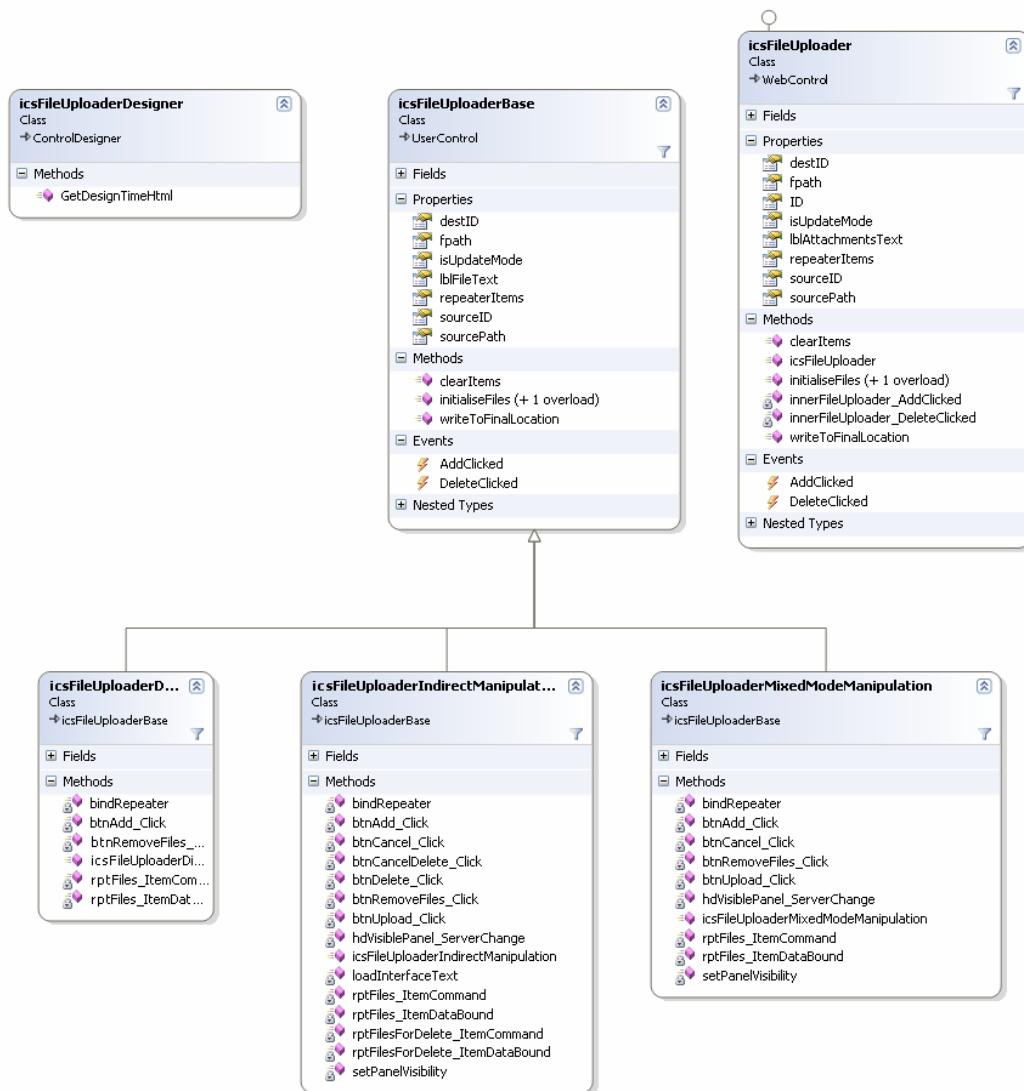 icsFileUploaderDesigner
Class
ControlDesigner
Methods
GetDesignTimeHtml
icsFileUploaderBase
Class
UserControl
Fields
Properties
destID
fpath
isUpdateMode
lblFileText
repeaterItems
sourceID
sourcePath
Methods
clearItems
initialiseFiles (+ 1 overload)
writeToFinalLocation
Events
AddClicked
DeleteClicked
Nested Types
icsFileUploader
Class
WebControl
Fields
Properties
destID
fpath
ID
isUpdateMode
lblAttachmentsText
repeaterItems
sourceID
sourcePath
Methods
clearItems
icsFileUploader
initialiseFiles (+ 1 overload)
innerFileUploader_AddClicked
innerFileUploader_DeleteClicked
writeToFinalLocation
Events
AddClicked
DeleteClicked
Nested Types
icsFileUploaderD...
Class
icsFileUploaderBase
Fields
Methods
bindRepeater
btnAdd_Click
btnRemoveFiles_...
icsFileUploaderDi...
rptFiles_ItemCom...
rptFiles_ItemDat...
icsFileUploaderIndirectManipulat...
Class
icsFileUploaderBase
Fields
Methods
bindRepeater
btnAdd_Click
btnCancel_Click
btnCancelDelete_Click
btnDelete_Click
btnRemoveFiles_Click
btnUpload_Click
hdVisiblePanel_ServerChange
icsFileUploaderIndirectManipulation
loadInterfaceText
rptFiles_ItemCommand
rptFiles_ItemDataBound
rptFilesForDelete_ItemCommand
rptFilesForDelete_ItemDataBound
setPanelVisibility
icsFileUploaderMixedModeManipulation
Class
icsFileUploaderBase
Fields
Methods
bindRepeater
btnAdd_Click
btnCancel_Click
btnRemoveFiles_Click
btnUpload_Click
hdVisiblePanel_ServerChange
icsFileUploaderMixedModeManipulation
rptFiles_ItemCommand
rptFiles_ItemDataBound
setPanelVisibility